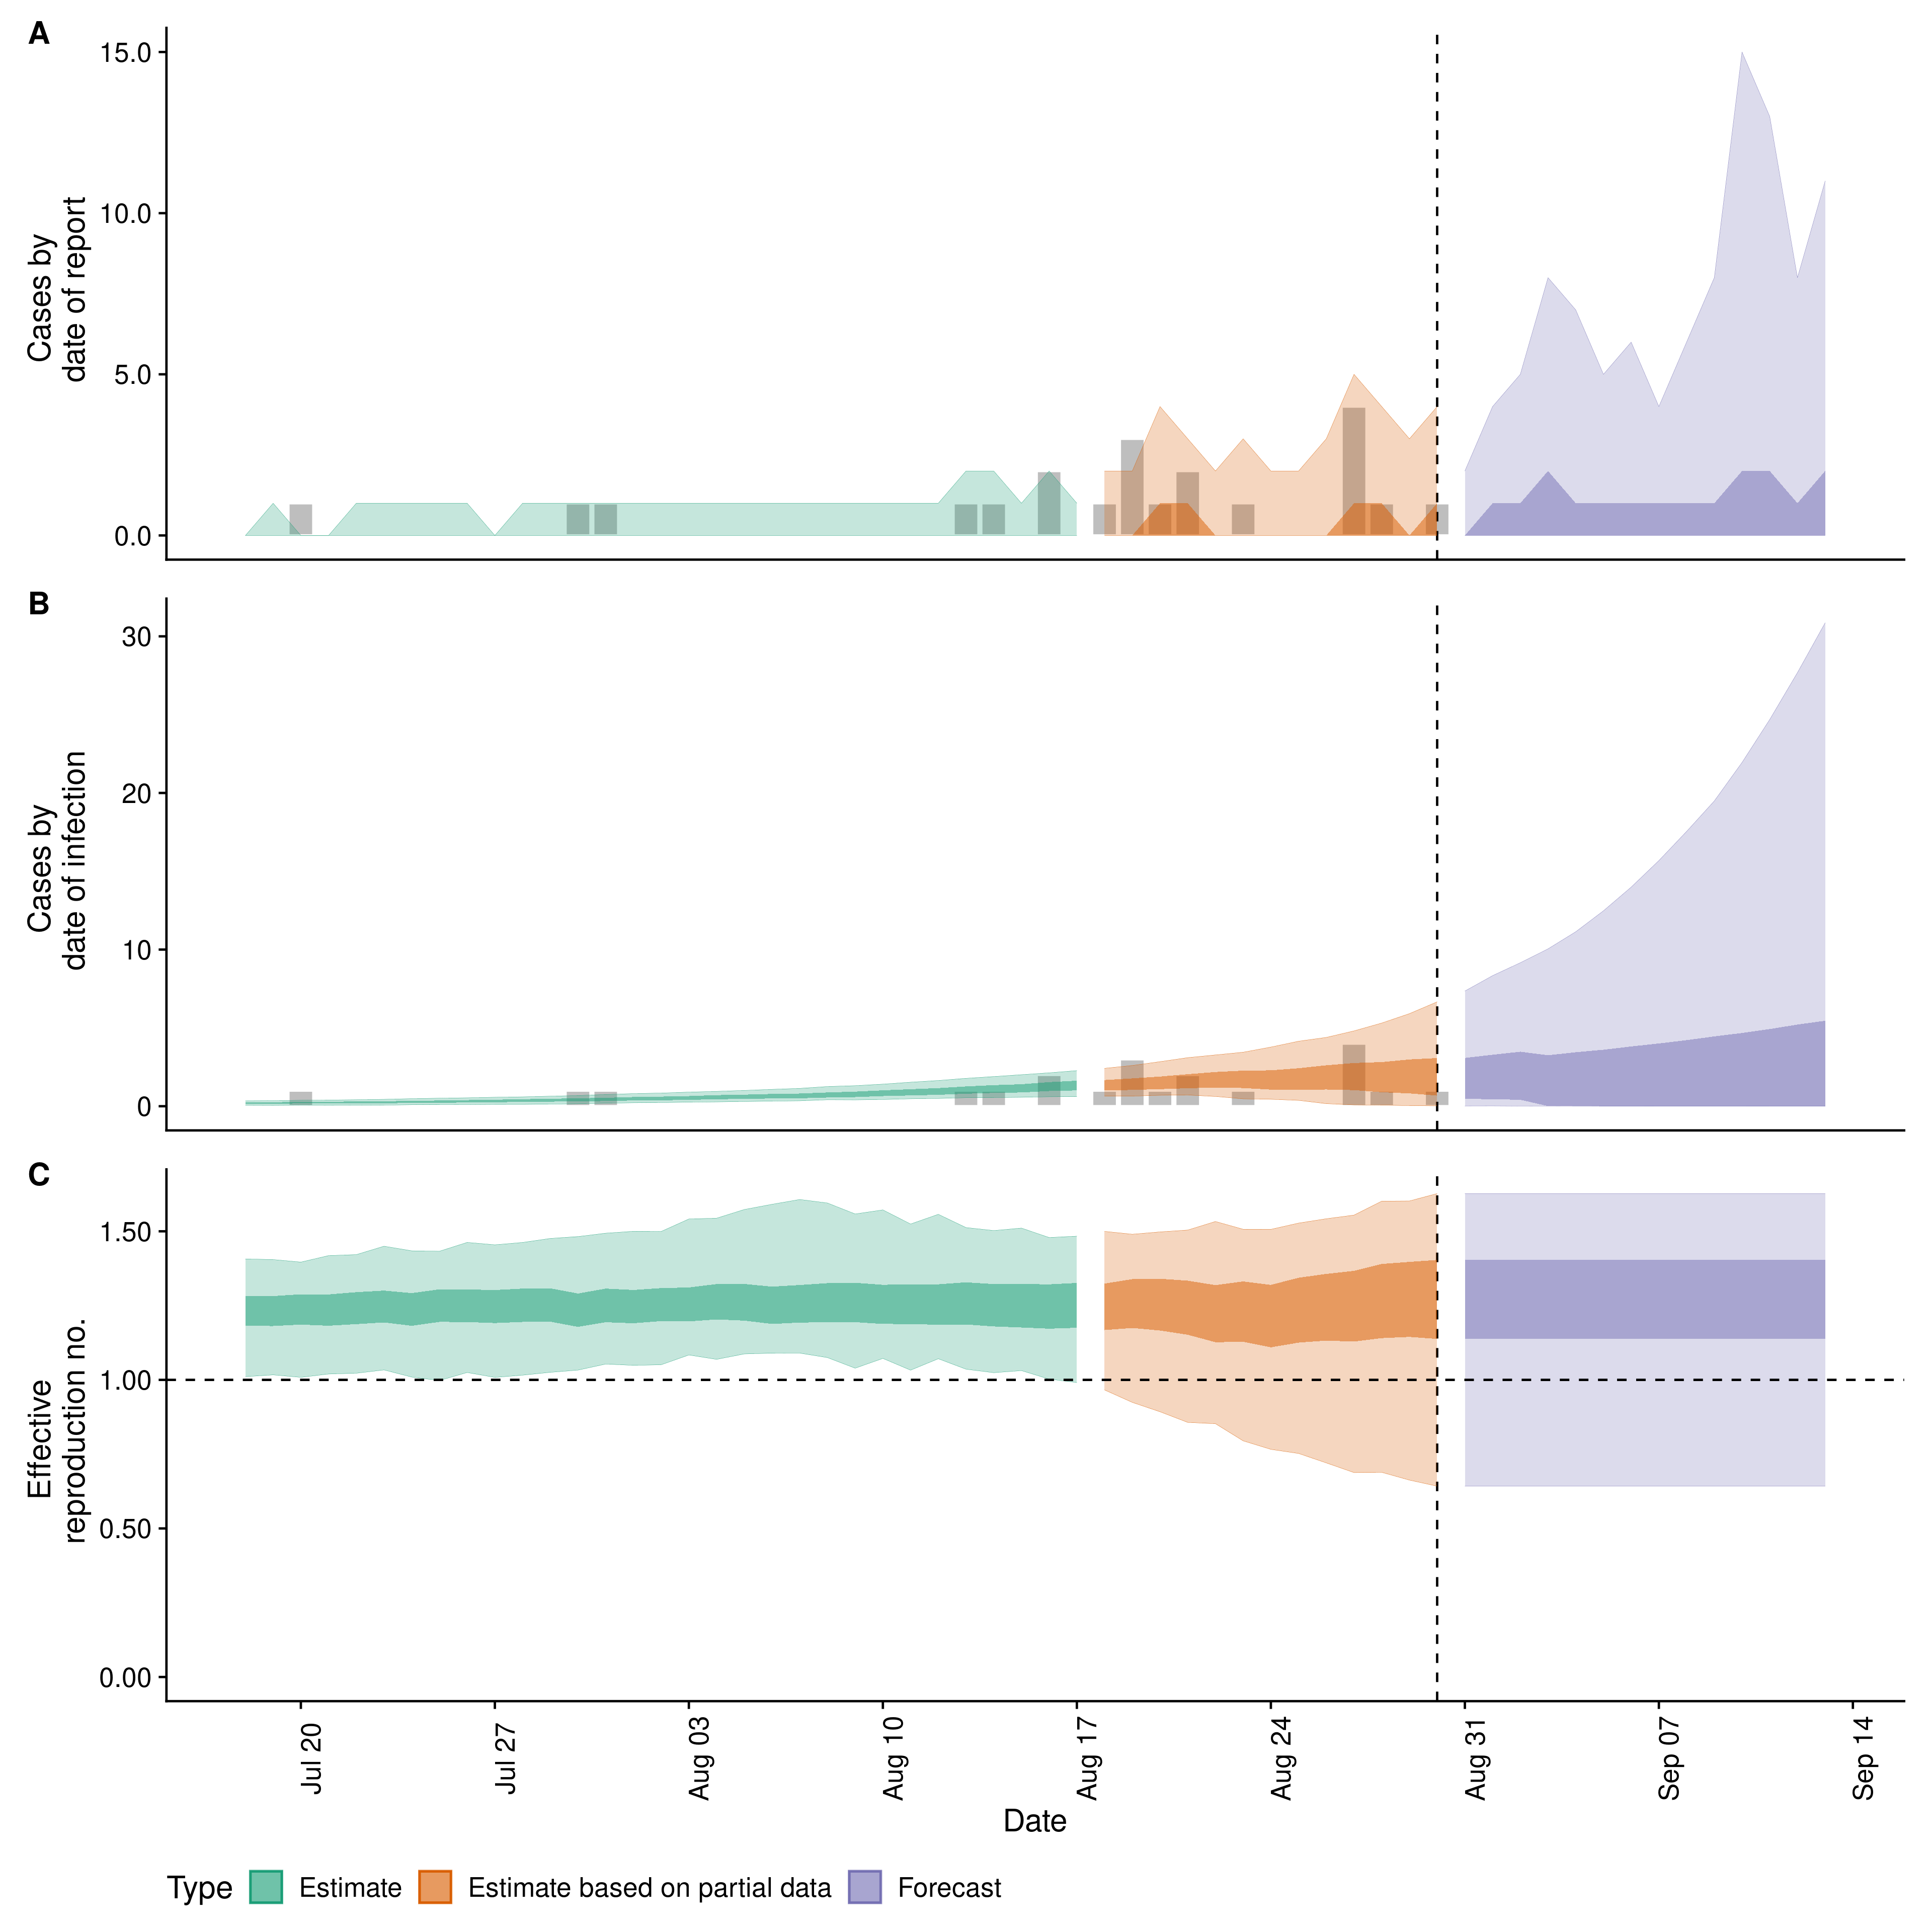 A
15.0
10.0
5.0
0.0
Cases by
date of report
B
30
20
10
0
Cases by
date of infection
C
1.50
1.00
0.50
0.00
Effective
reproduction no.
Jul 20
Jul 27
Aug 03
Aug 10
Aug 17
Aug 24
Aug 31
Sep 07
Sep 14
Date
Type Estimate Estimate based on partial data Forecast